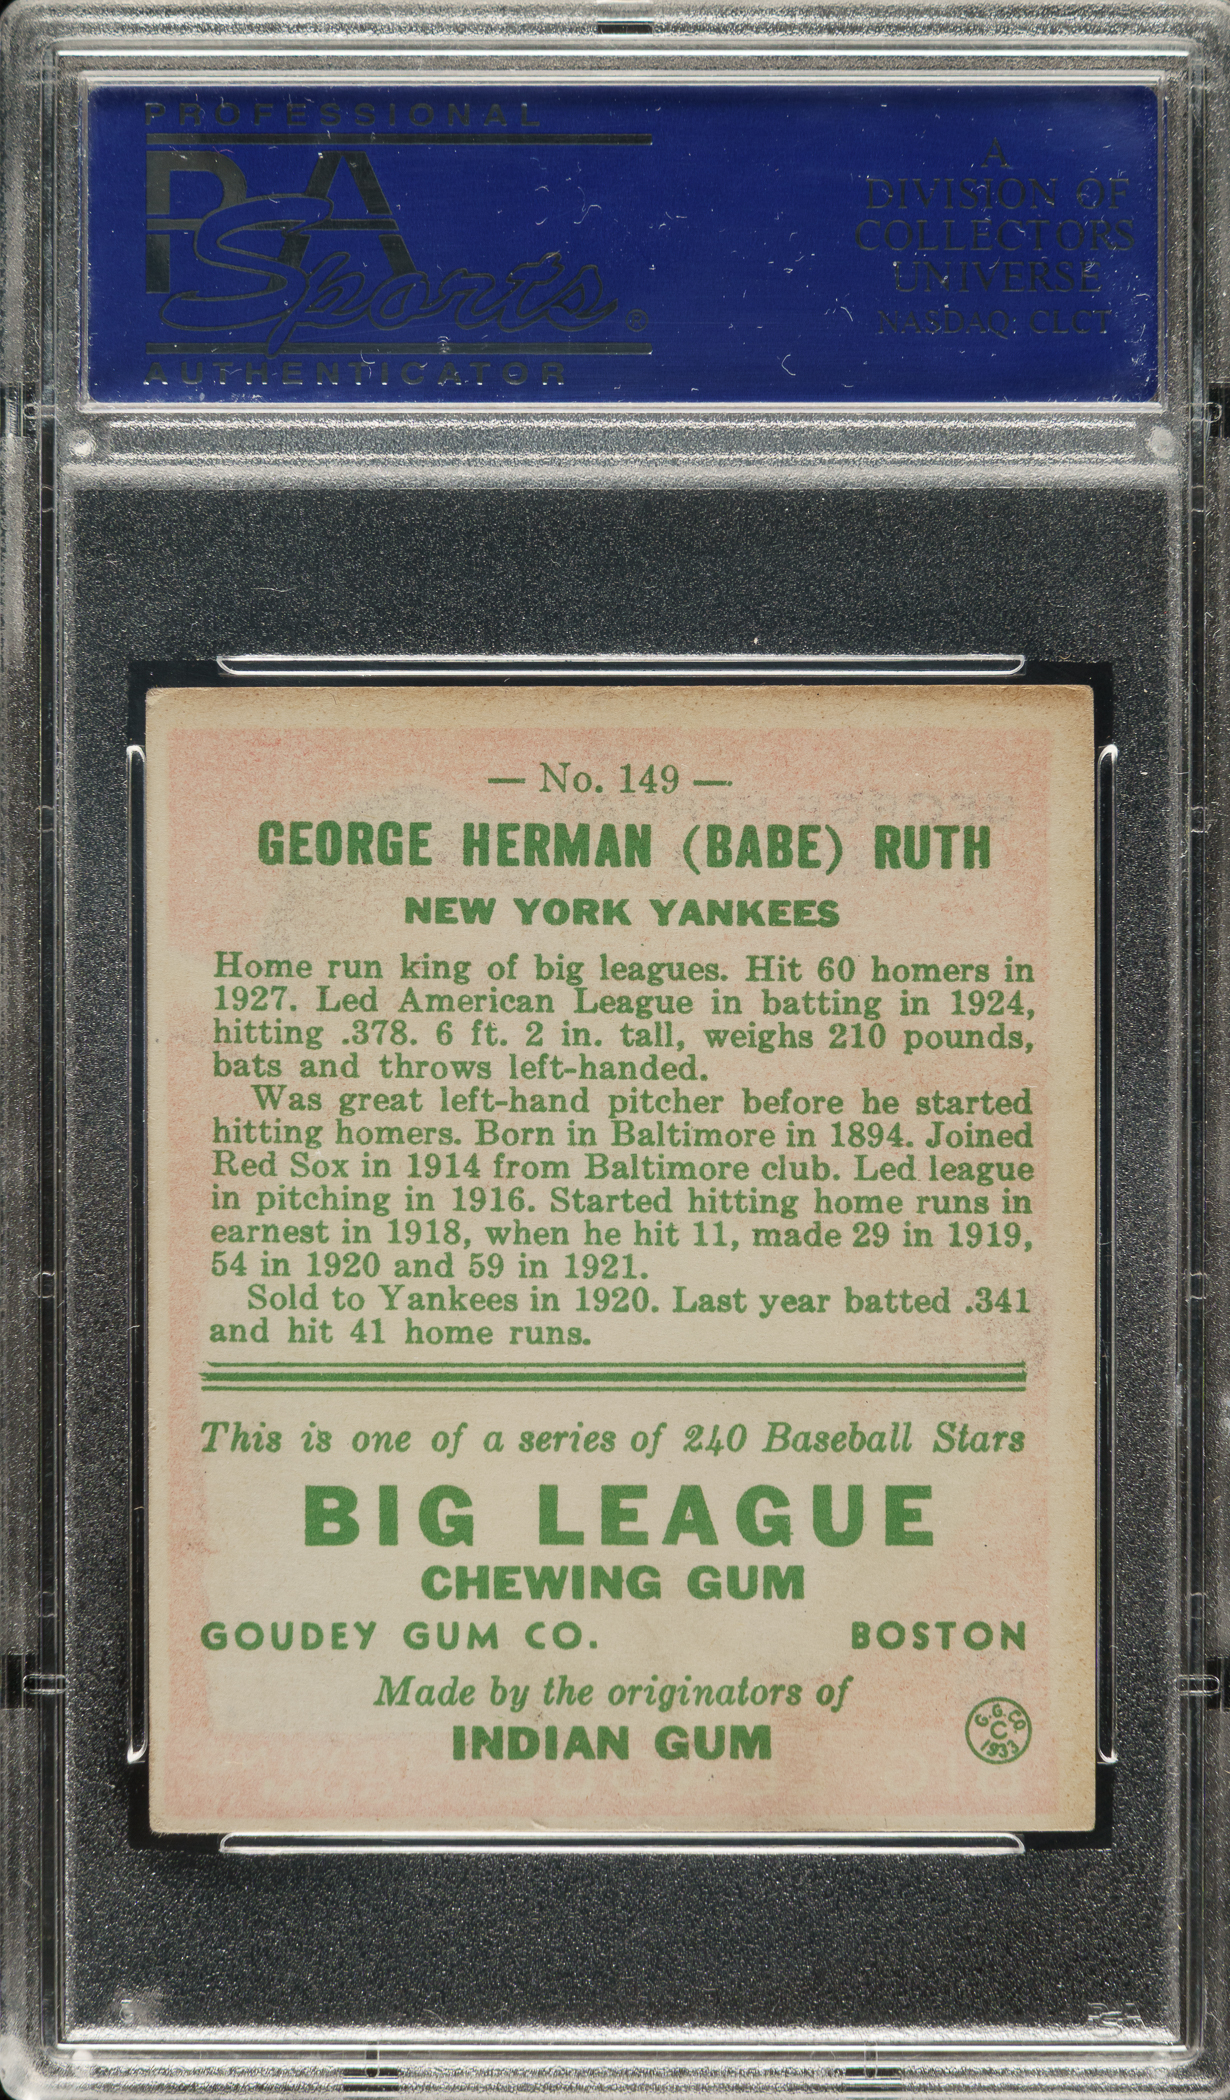 PROFESSIONAL
PSA
Sports®
AUTHENTICATOR
A
DIVISION OF
COLLECTORS
UNIVERSE
NASDAQ: CLCT
— No. 149 —
GEORGE HERMAN (BABE) RUTH
NEW YORK YANKEES
Home run king of big leagues. Hit 60 homers in
1927. Led American League in batting in 1924,
hitting .378. 6 ft. 2 in. tall, weighs 210 pounds,
bats and throws left-handed.
Was great left-hand pitcher before he started
hitting homers. Born in Baltimore in 1894. Joined
Red Sox in 1914 from Baltimore club. Led league
in pitching in 1916. Started hitting home runs in
earnest in 1918, when he hit 11, made 29 in 1919,
54 in 1920 and 59 in 1921.
Sold to Yankees in 1920. Last year batted .341
and hit 41 home runs.
This is one of a series of 240 Baseball Stars
BIG LEAGUE
CHEWING GUM
GOUDEY GUM CO. BOSTON
Made by the originators of
INDIAN GUM
G.G.CO.
C
1933
PSA